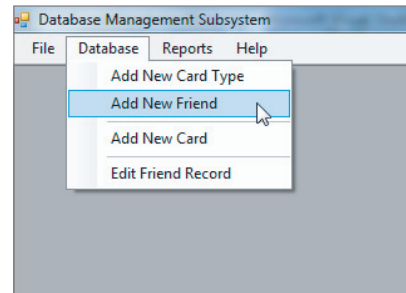 Database Management Subsystem
File Database Reports Help
Add New Card Type
Add New Friend
Add New Card
Edit Friend Record